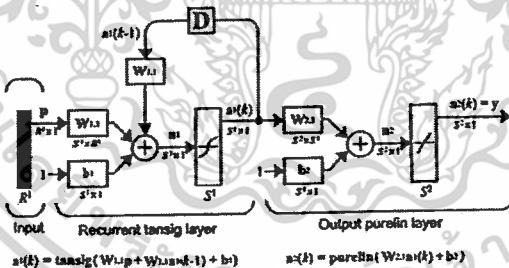 a¹(k-1)
D
W1,1
p
R¹x1
W1,1
S¹xR¹
1
b1
S¹x1
n1
S¹x1
a¹(k)
S¹x1
W2,1
S²xS¹
1
b2
S²x1
n2
S²x1
a²(k) = y
S²x1
R¹
S¹
S²
Input
Recurrent tansig layer
Output purelin layer
a¹(k) = tansig(W1,1p + W1,1a¹(k-1) + b1)
a²(k) = purelin(W2,1a¹(k) + b2)